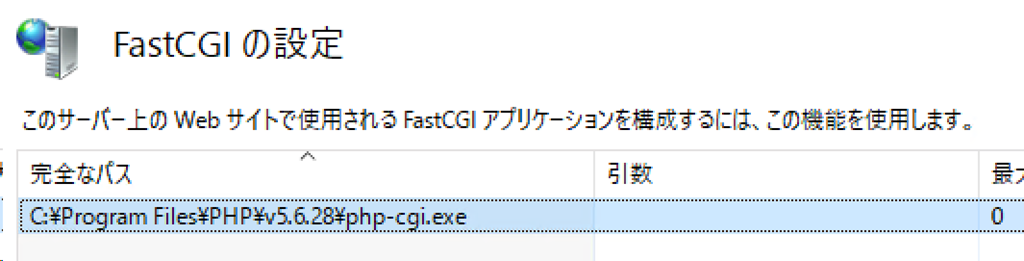 FastCGI の設定
このサーバー上の Web サイトで使用される FastCGI アプリケーションを構成するには、この機能を使用します。
完全なパス 引数 最
C:¥Program Files¥PHP¥v5.6.28¥php-cgi.exe 0